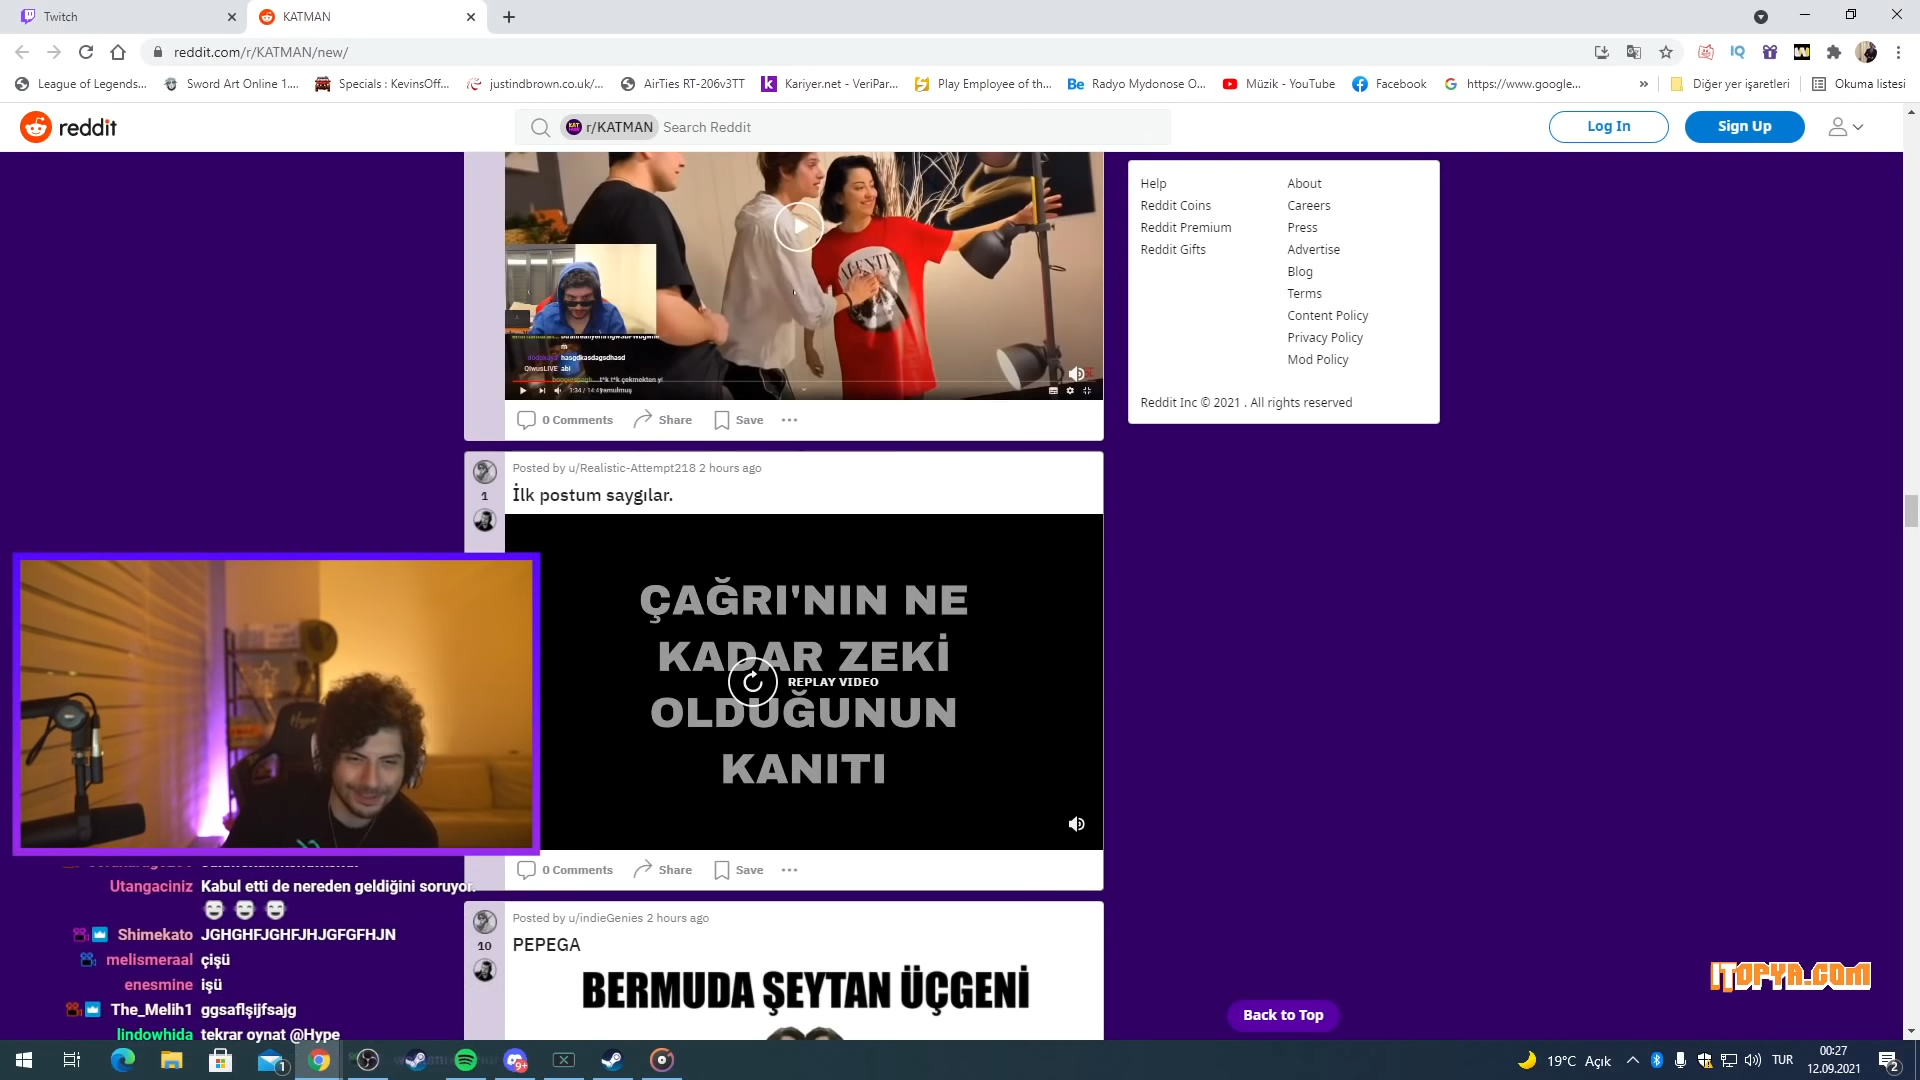 Twitch
KATMAN
reddit.com/r/KATMAN/new/
League of Legends...
Sword Art Online 1....
Specials : KevinsOff...
justindbrown.co.uk/...
AirTies RT-206v3TT
Kariyer.net - VeriPar...
Play Employee of th...
Radyo Mydonose O...
Müzik - YouTube
Facebook
https://www.google...
Diğer yer işaretleri
Okuma listesi
reddit
r/KATMAN
Search Reddit
Log In
Sign Up
Help
About
Reddit Coins
Careers
Reddit Premium
Press
Reddit Gifts
Advertise
Blog
Terms
Content Policy
Privacy Policy
Mod Policy
Reddit Inc © 2021 . All rights reserved
hasgdkasdagsdhasd
QiwusLIVE abi
0 Comments
Share
Save
Posted by u/Realistic-Attempt218 2 hours ago
1
İlk postum saygılar.
ÇAĞRI'NIN NE
KADAR ZEKİ
REPLAY VIDEO
OLDUĞUNUN
KANITI
0 Comments
Share
Save
Utangaciniz Kabul etti de nereden geldiğini soruyor.
Shimekato JGHGHFJGHFJHJGFGFHJN
melismeraal çişü
enesmine işü
The_Melih1 ggsaflşijfsajg
lindowhida tekrar oynat @Hype
Posted by u/indieGenies 2 hours ago
10
PEPEGA
BERMUDA ŞEYTAN ÜÇGENİ
Back to Top
ITOPYA.COM
19°C Açık
TUR
00:27
12.09.2021